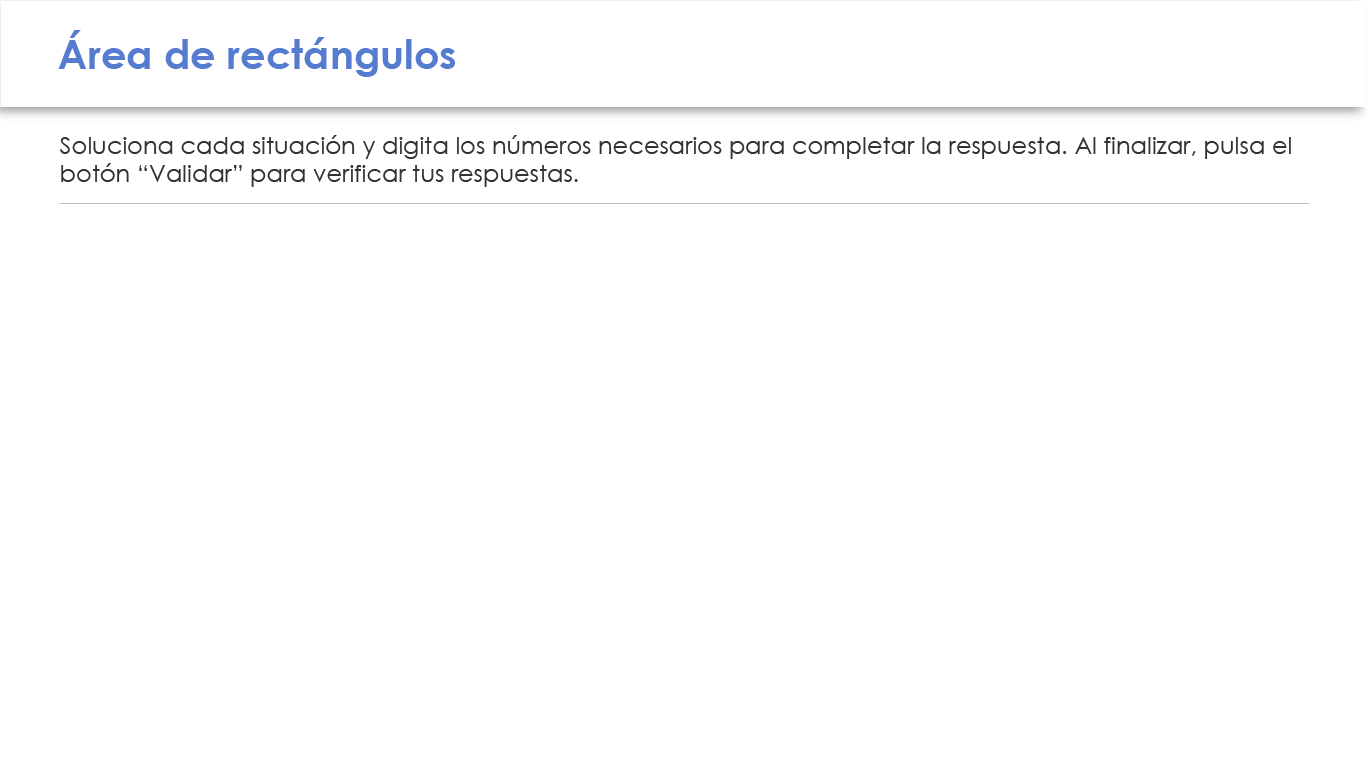 Área de rectángulos
Soluciona cada situación y digita los números necesarios para completar la respuesta. Al finalizar, pulsa el
botón “Validar” para verificar tus respuestas.